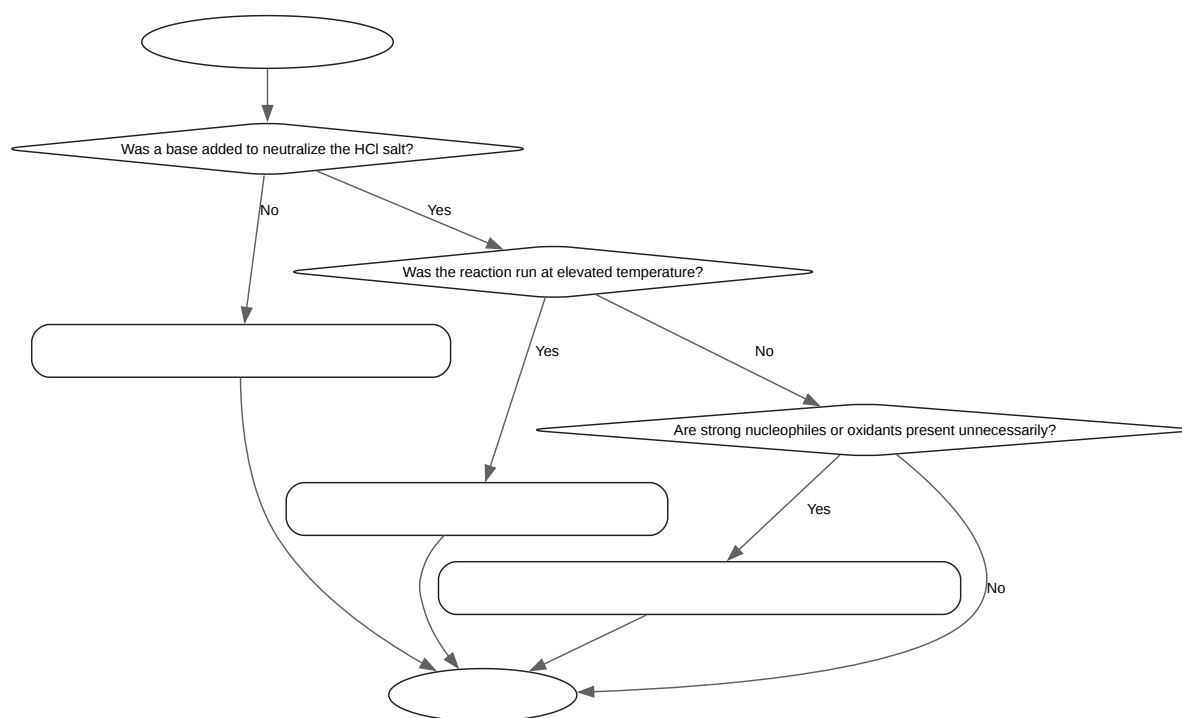 Was a base added to neutralize the HCl salt?
No
Yes
Was the reaction run at elevated temperature?
Yes
No
Are strong nucleophiles or oxidants present unnecessarily?
Yes
No